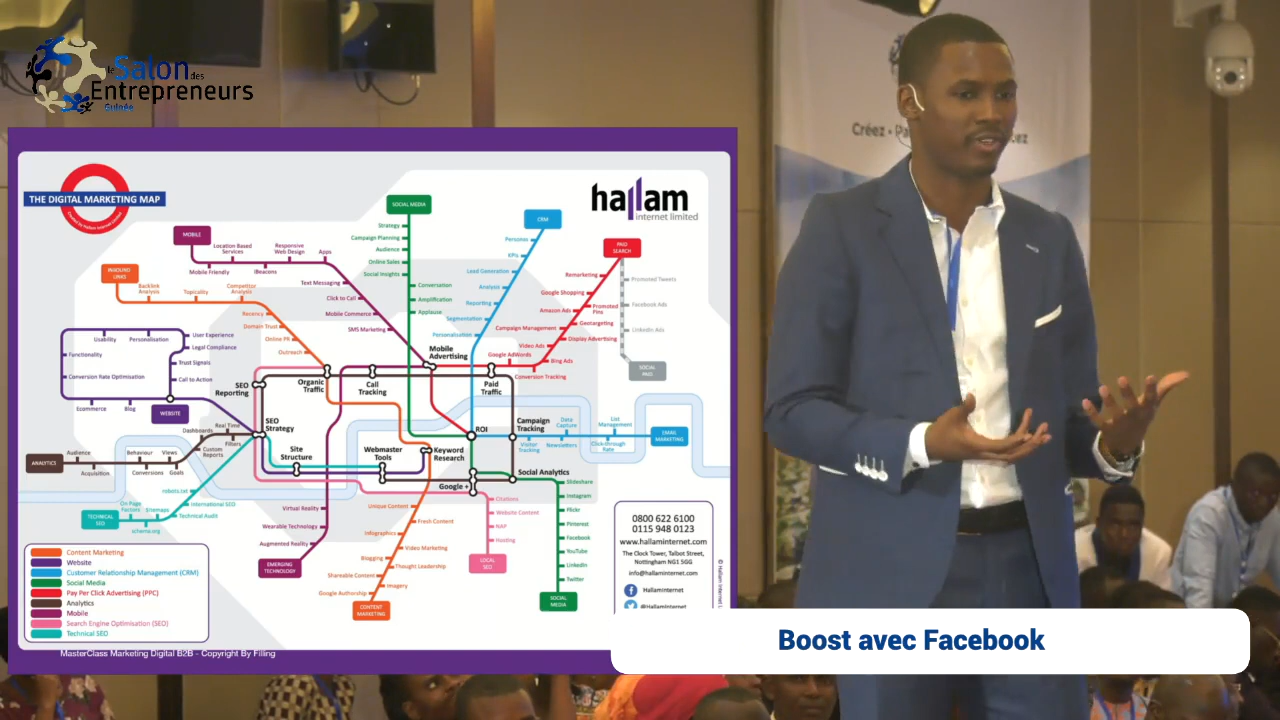 le Salon des
Entrepreneurs
Guinée
Créez • Pa
ez
THE DIGITAL MARKETING MAP
hallam
internet limited
SOCIAL MEDIA
Strategy
Campaign Planning
Audience
Online Sales
Social Insights
Conversation
Amplification
Applause
CRM
Personas
KPIs
Lead Generation
Analysis
Reporting
Segmentation
Personalisation
PAID
SEARCH
Remarketing
Google Shopping
Promoted
Pins
Amazon Ads
Geotargeting
Campaign Management
Display Advertising
Video Ads
Google AdWords
Bing Ads
Conversion Tracking
Promoted Tweets
Facebook Ads
LinkedIn Ads
SOCIAL
PAID
MOBILE
Location Based
Services
Responsive
Web Design
Apps
Mobile Friendly
iBeacons
Text Messaging
Click to Call
Mobile Commerce
SMS Marketing
INBOUND
LINKS
Backlink
Analysis
Topicality
Competitor
Analysis
Recency
Domain Trust
Online PR
Outreach
Usability
Personalisation
User Experience
Legal Compliance
Functionality
Trust Signals
Conversion Rate Optimisation
Call to Action
Ecommerce
Blog
WEBSITE
Mobile
Advertising
SEO
Reporting
Organic
Traffic
Call
Tracking
Paid
Traffic
SEO
Strategy
Site
Structure
Webmaster
Tools
Keyword
Research
ROI
Campaign
Tracking
Google +
Social Analytics
Data
Capture
List
Management
Visitor
Tracking
Newsletters
Click-through
Rate
EMAIL
MARKETING
ANALYTICS
Audience
Acquisition
Behaviour
Conversions
Views
Goals
Dashboards
Custom
Reports
Real Time
Filters
robots.txt
International SEO
Technical Audit
On Page
Factors
Sitemaps
schema.org
TECHNICAL
SEO
Virtual Reality
Wearable Technology
Augmented Reality
EMERGING
TECHNOLOGY
Unique Content
Fresh Content
Infographics
Video Marketing
Blogging
Thought Leadership
Shareable Content
Imagery
Google Authorship
CONTENT
MARKETING
Citations
Website Content
NAP
Hosting
LOCAL
SEO
Slideshare
Instagram
Flickr
Pinterest
Facebook
YouTube
LinkedIn
Twitter
SOCIAL
MEDIA
Content Marketing
Website
Customer Relationship Management (CRM)
Social Media
Pay Per Click Advertising (PPC)
Analytics
Mobile
Search Engine Optimisation (SEO)
Technical SEO
0800 622 6100
0115 948 0123
www.hallaminternet.com
The Clock Tower, Talbot Street,
Nottingham NG1 5GG
info@hallaminternet.com
HallamInternet
@HallamInternet
© Hallam Internet
MasterClass Marketing Digital B2B - Copyright By Filling
Boost avec Facebook